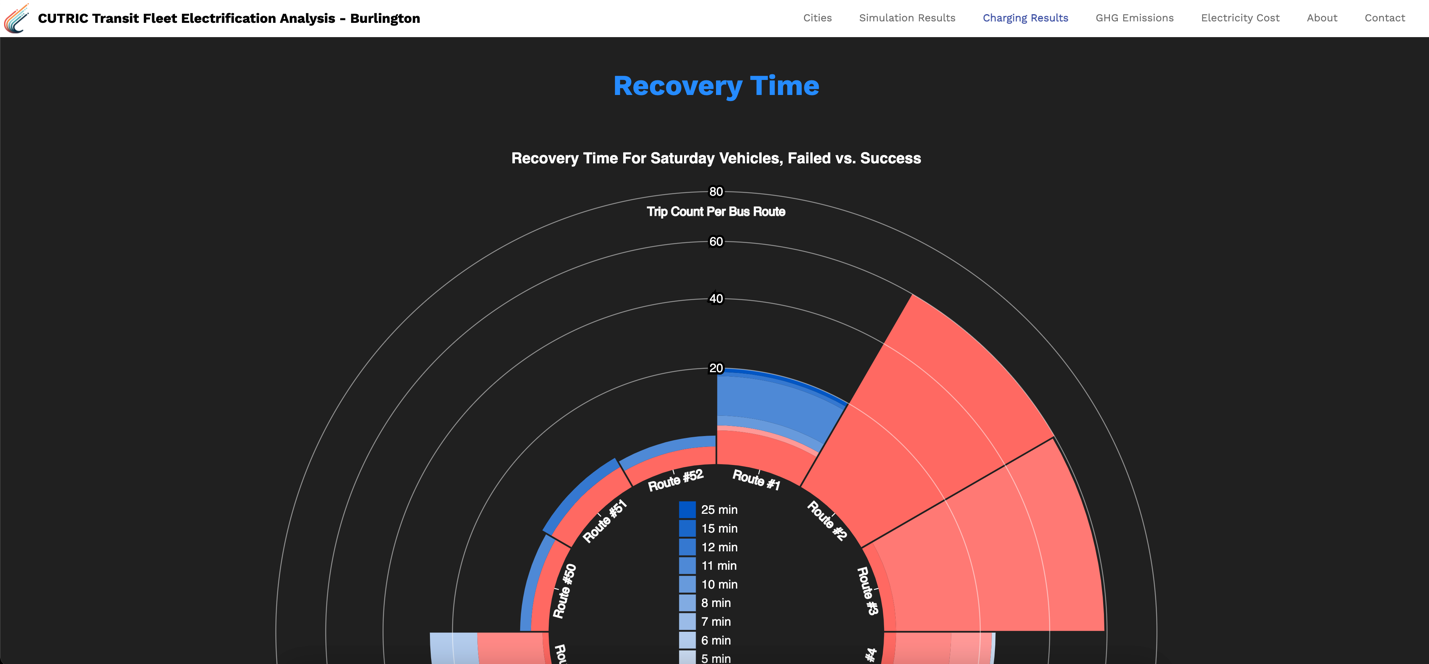 CUTRIC Transit Fleet Electrification Analysis - Burlington
Cities
Simulation Results
Charging Results
GHG Emissions
Electricity Cost
About
Contact
Recovery Time
Recovery Time For Saturday Vehicles, Failed vs. Success
80
Trip Count Per Bus Route
60
40
20
Route #52
Route #1
Route #51
Route #2
Route #50
Route #3
#4
25 min
15 min
12 min
11 min
10 min
8 min
7 min
6 min
5 min